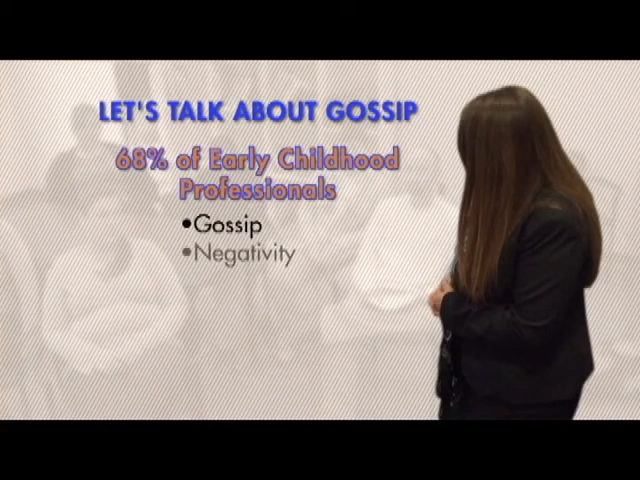 LET'S TALK ABOUT GOSSIP
68% of Early Childhood
Professionals
•Gossip
•Negativity